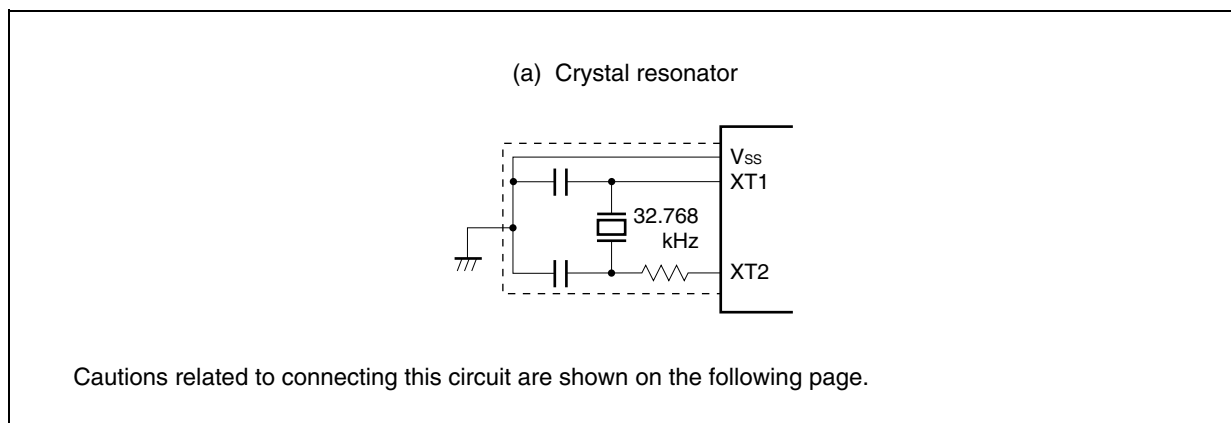 (a) Crystal resonator
VSS
XT1
32.768
kHz
XT2
Cautions related to connecting this circuit are shown on the following page.